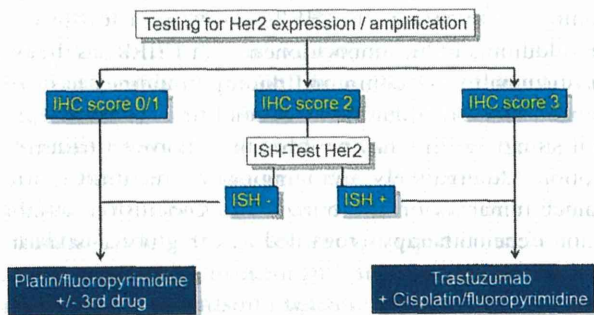 Testing for Her2 expression / amplification
IHC score 0/1
IHC score 2
IHC score 3
ISH-Test Her2
ISH -
ISH +
Platin/fluoropyrimidine
+/- 3rd drug
Trastuzumab
+ Cisplatin/fluoropyrimidine